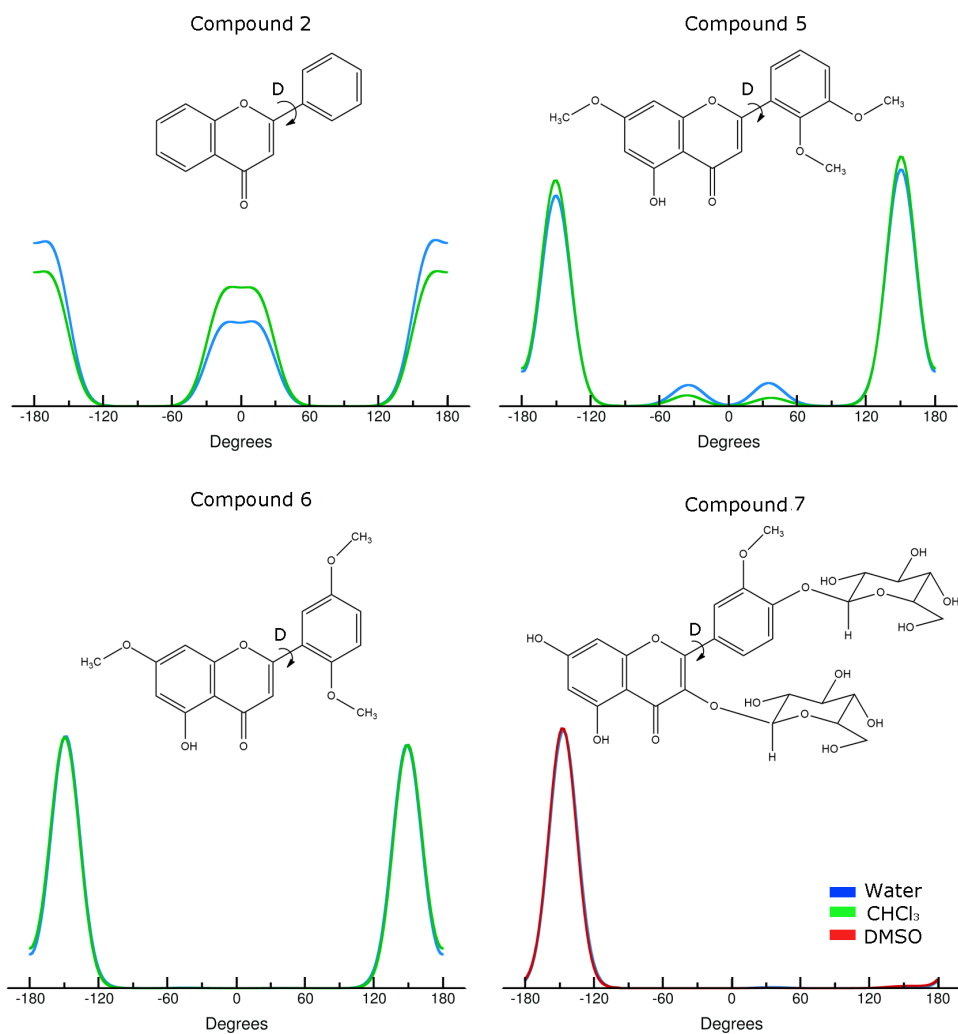 Compound 2
D
O
O
-180 -120 -60 0 60 120 180
Degrees
Compound 5
D
O
H₃C
O
O
CH₃
O
CH₃
OH
O
-180 -120 -60 0 60 120 180
Degrees
Compound 6
CH₃
O
D
O
H₃C
O
O
CH₃
OH
O
-180 -120 -60 0 60 120 180
Degrees
Compound 7
CH₃
O
OH
HO
O
O
OH
HO
H
D
HO
O
OH
HO
O
O
OH
HO
OH
O
H
Water
CHCl₃
DMSO
-180 -120 -60 0 60 120 180
Degrees